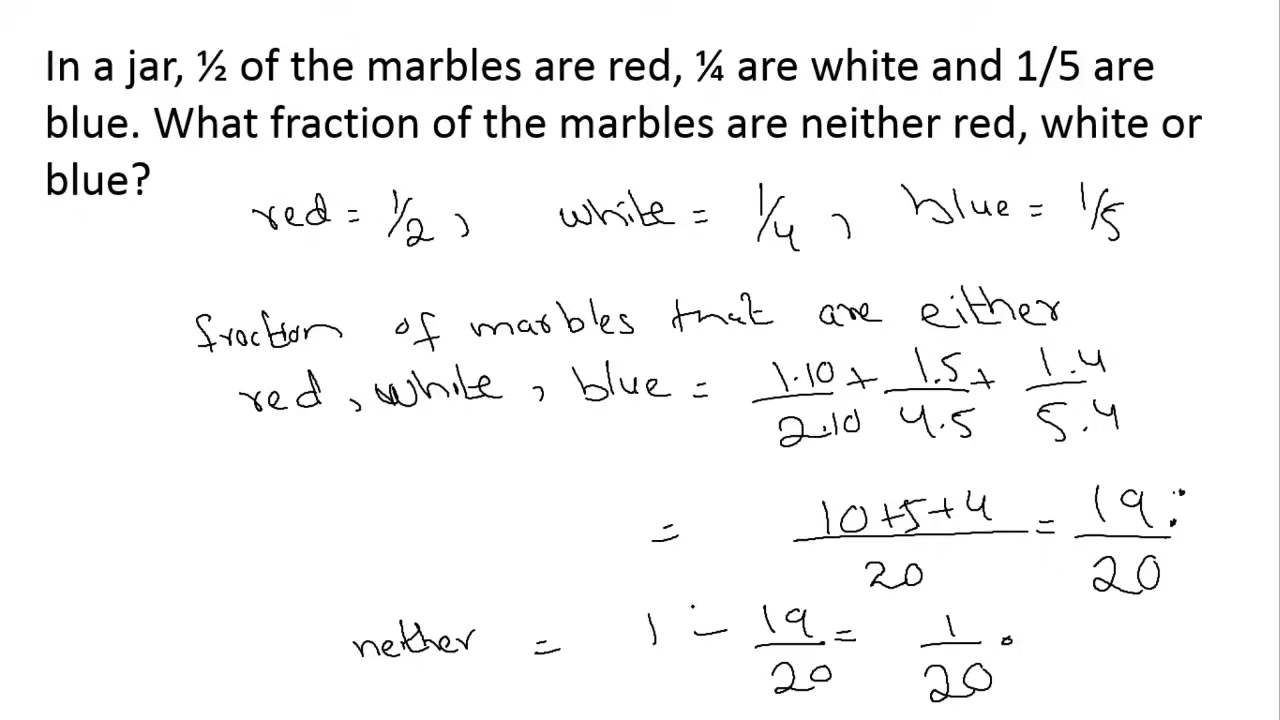 In a jar, ½ of the marbles are red, ¼ are white and 1/5 are
blue. What fraction of the marbles are neither red, white or
blue?
red = 1/2 , white = 1/4 , blue = 1/5
fraction of marbles that are either
red , white , blue = 1.10/2.10 + 1.5/4.5 + 1.4/5.4
= 10+5+4/20 = 19/20
nether = 1 - 19/20 = 1/20 .